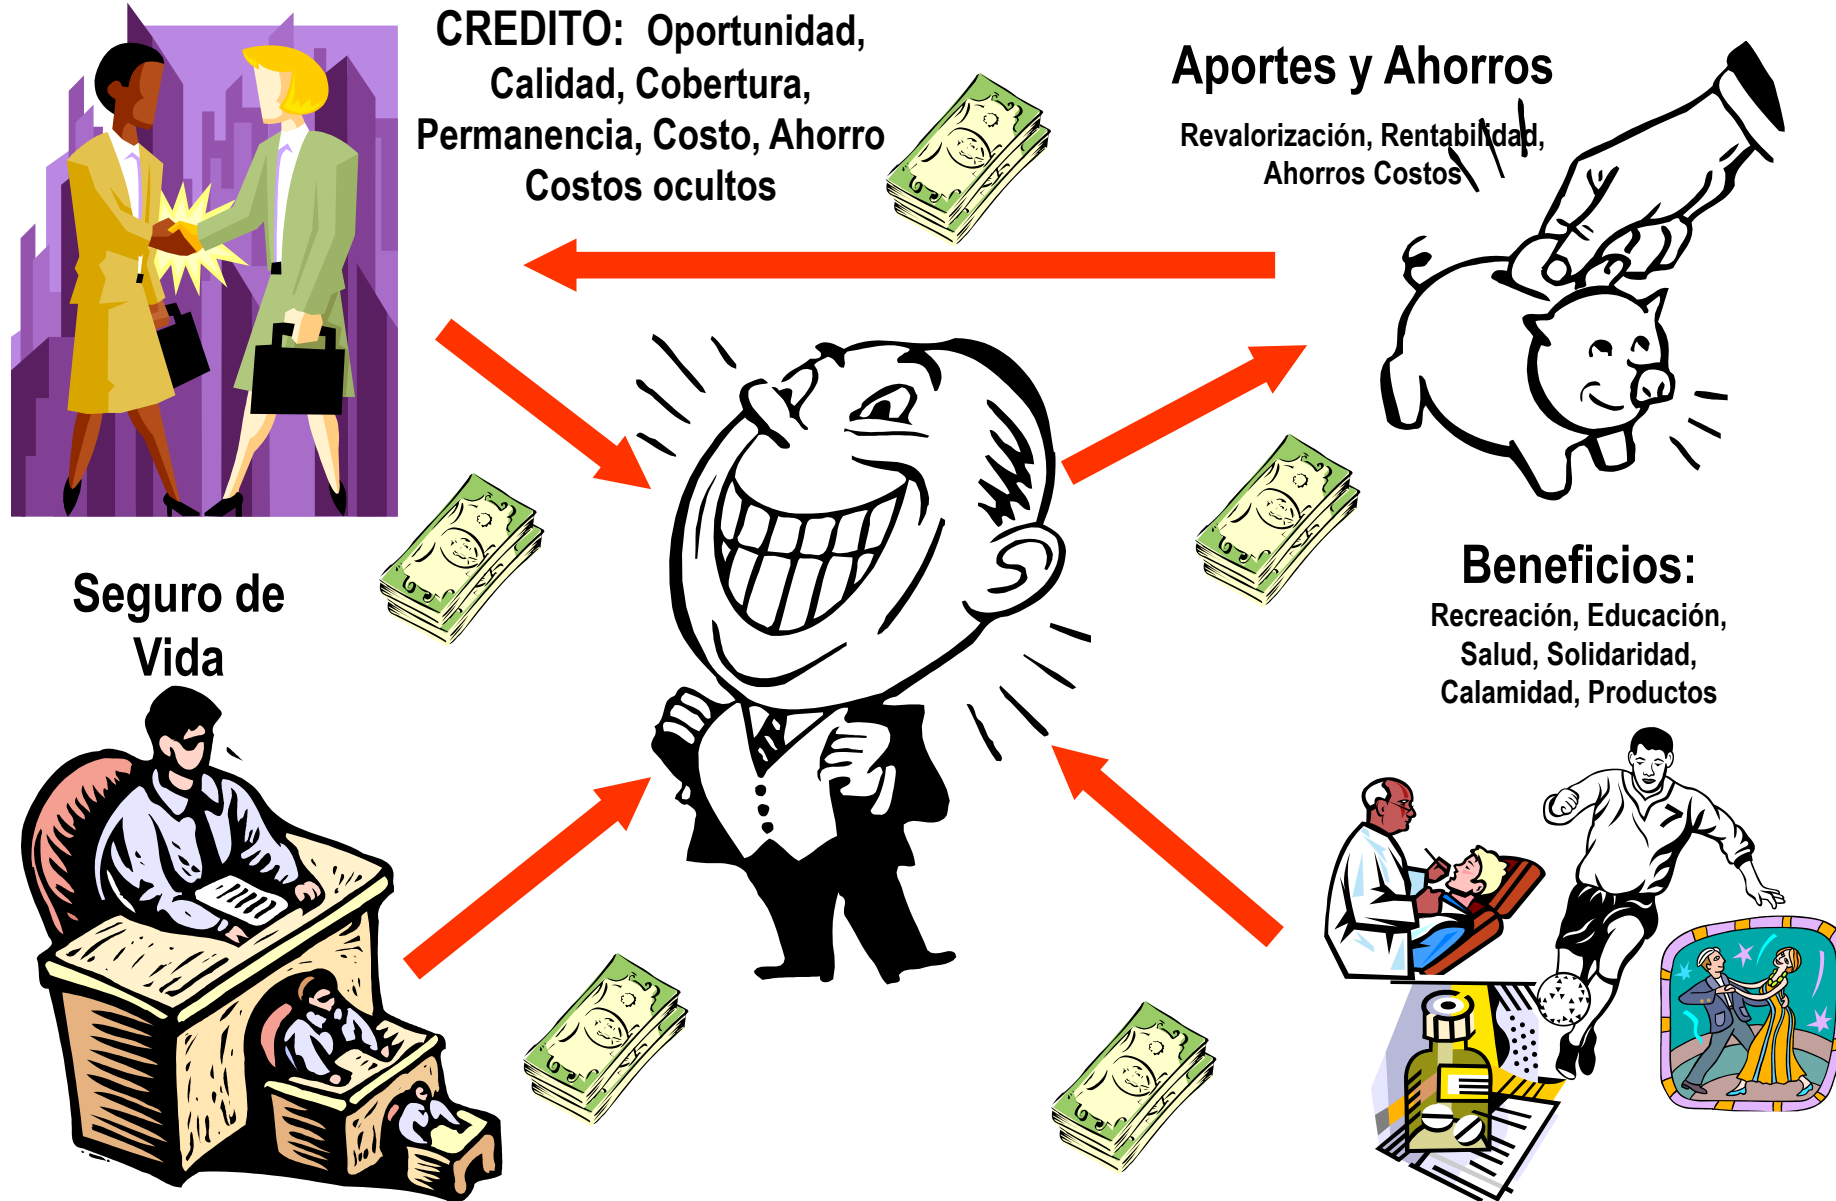 CREDITO: Oportunidad,
Calidad, Cobertura,
Permanencia, Costo, Ahorro
Costos ocultos
Aportes y Ahorros
Revalorización, Rentabilidad,
Ahorros Costos
Seguro de
Vida
Beneficios:
Recreación, Educación,
Salud, Solidaridad,
Calamidad, Productos
7